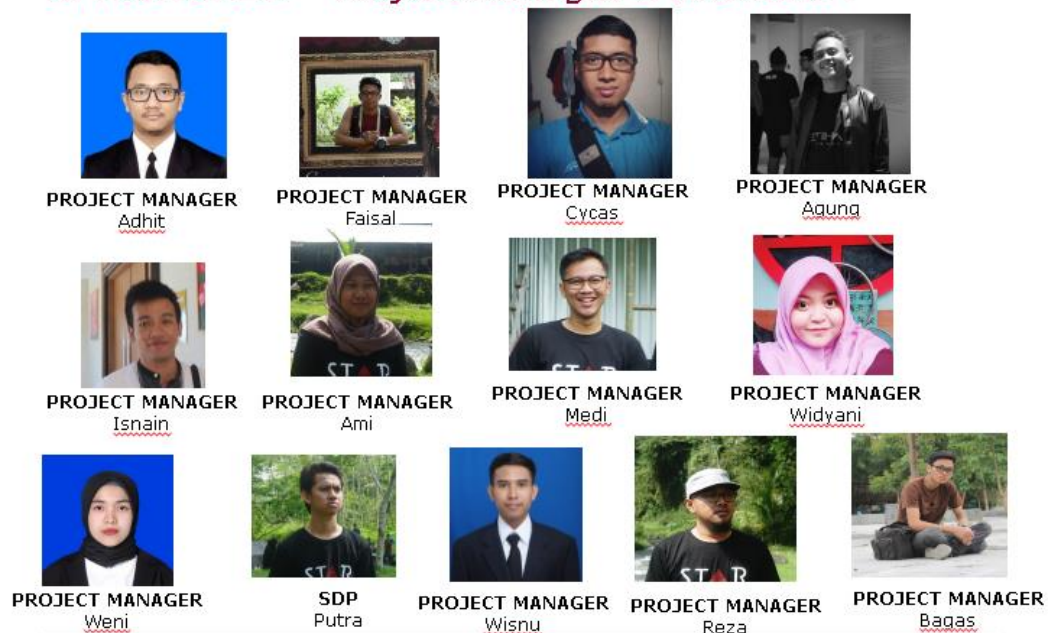 PROJECT MANAGER
Adhit
PROJECT MANAGER
Faisal
PROJECT MANAGER
Cycas
PROJECT MANAGER
Agung
PROJECT MANAGER
Isnain
PROJECT MANAGER
Ami
PROJECT MANAGER
Medi
PROJECT MANAGER
Widyani
PROJECT MANAGER
Weni
SDP
Putra
PROJECT MANAGER
Wisnu
PROJECT MANAGER
Reza
PROJECT MANAGER
Bagas